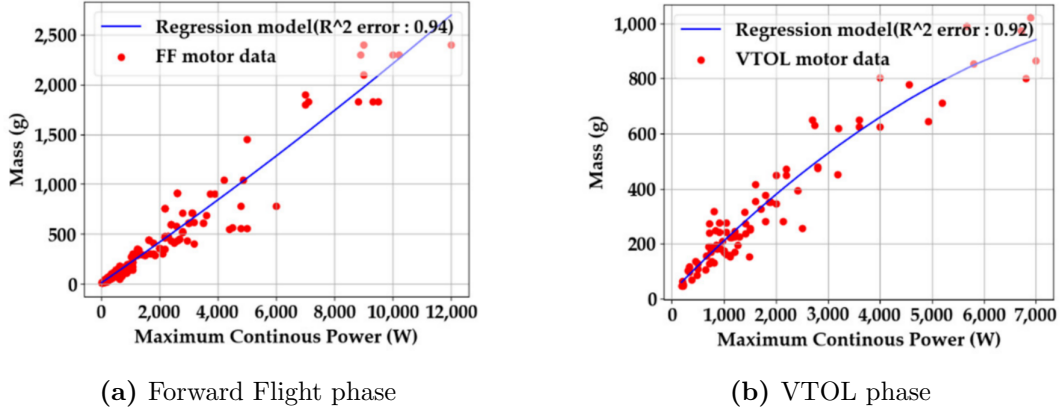 Regression model(R^2 error : 0.94)
FF motor data
2,500
2,000
1,500
1,000
500
0
Mass (g)
0 2,000 4,000 6,000 8,000 10,000 12,000
Maximum Continous Power (W)
(a) Forward Flight phase
Regression model(R^2 error : 0.92)
VTOL motor data
1,000
800
600
400
200
0
Mass (g)
0 1,000 2,000 3,000 4,000 5,000 6,000 7,000
Maximum Continous Power (W)
(b) VTOL phase